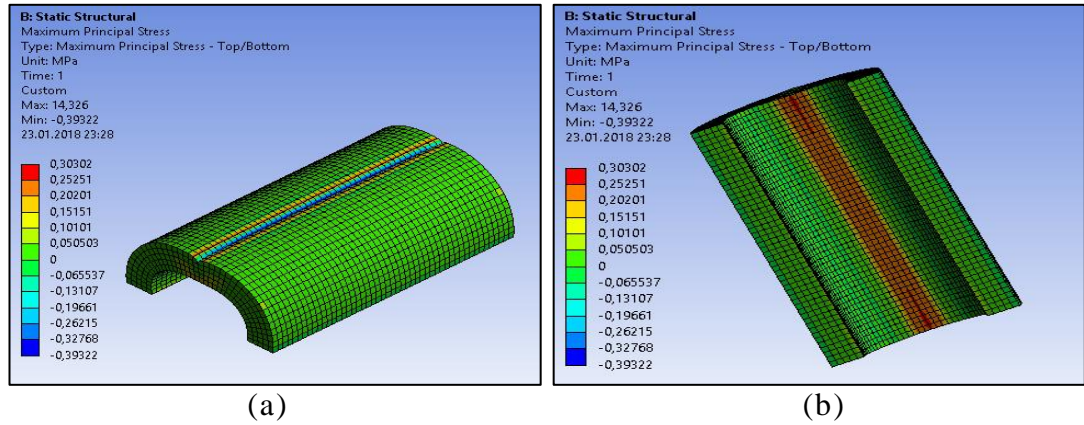 B: Static Structural
Maximum Principal Stress
Type: Maximum Principal Stress - Top/Bottom
Unit: MPa
Time: 1
Custom
Max: 14,326
Min: -0,39322
23.01.2018 23:28
0,30302
0,25251
0,20201
0,15151
0,10101
0,050503
0
-0,065537
-0,13107
-0,19661
-0,26215
-0,32768
-0,39322
(a)
B: Static Structural
Maximum Principal Stress
Type: Maximum Principal Stress - Top/Bottom
Unit: MPa
Time: 1
Custom
Max: 14,326
Min: -0,39322
23.01.2018 23:28
0,30302
0,25251
0,20201
0,15151
0,10101
0,050503
0
-0,065537
-0,13107
-0,19661
-0,26215
-0,32768
-0,39322
(b)